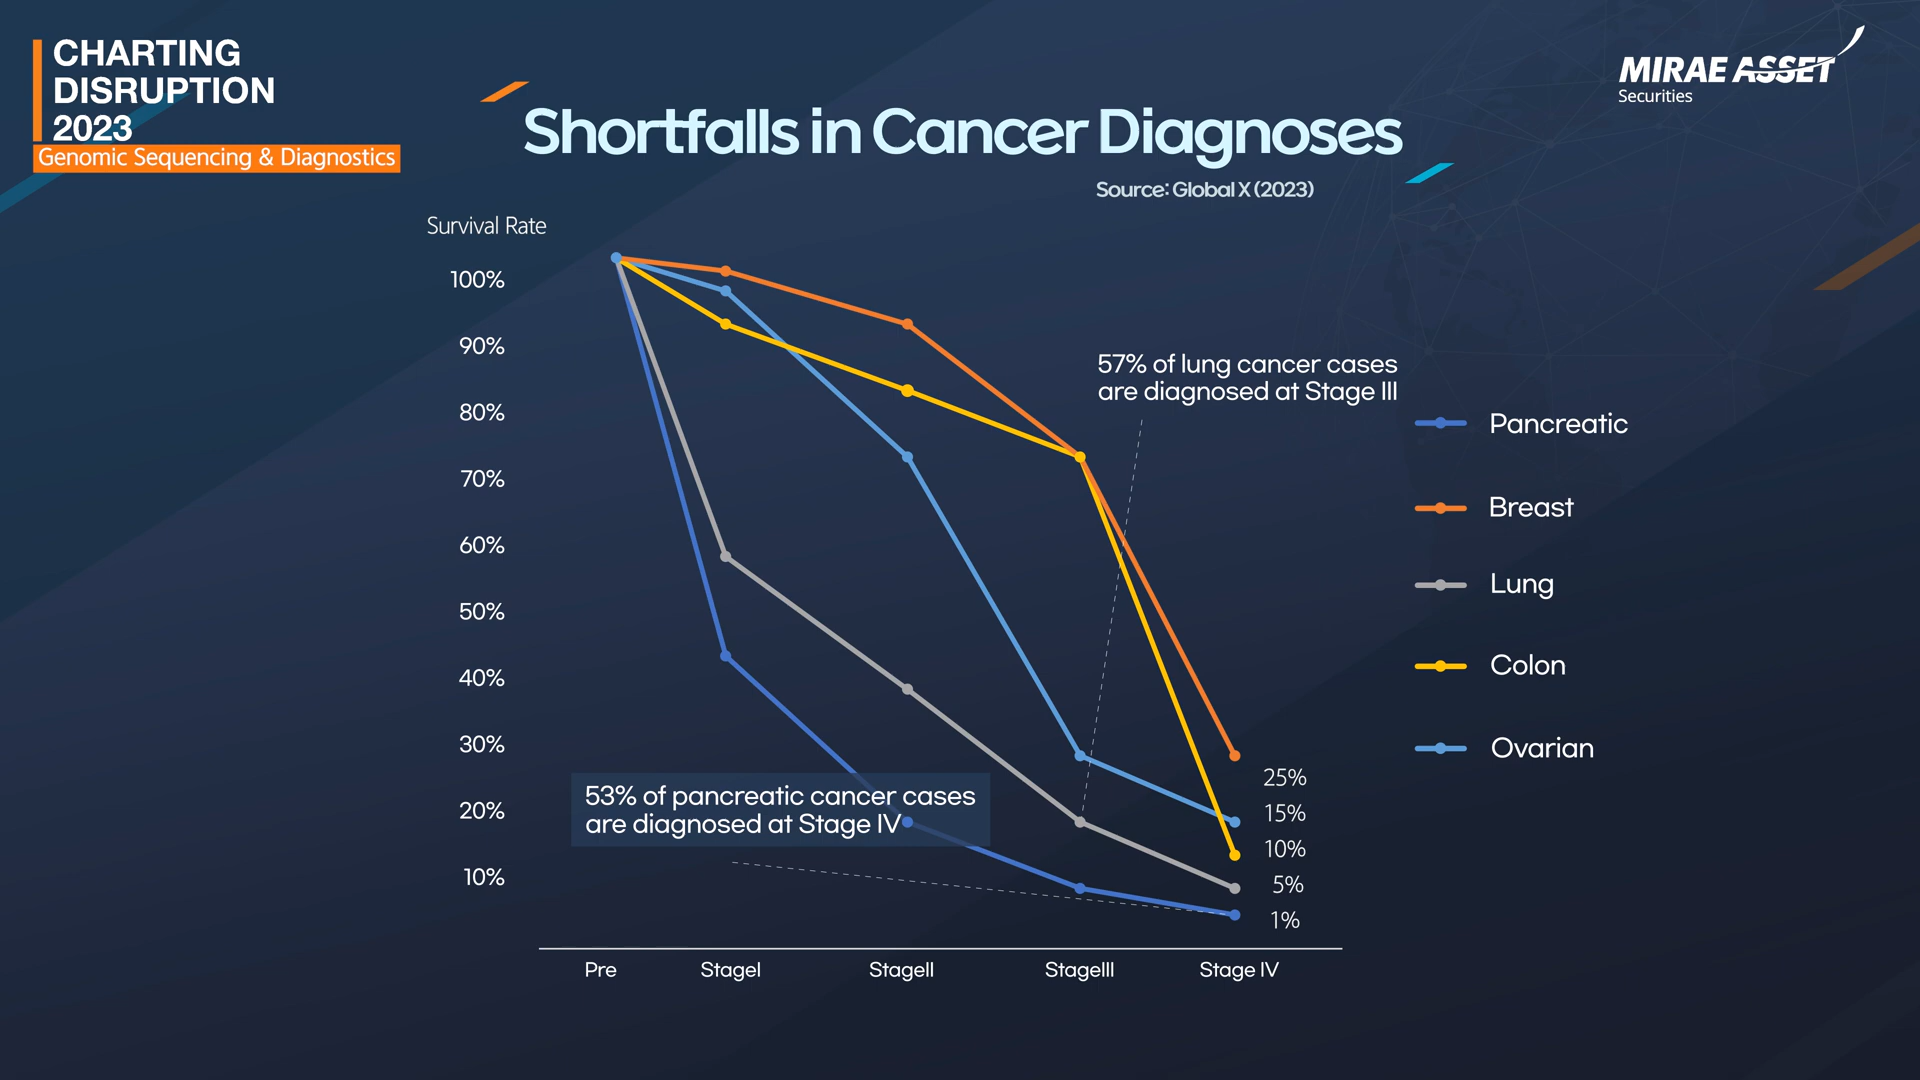 CHARTING
DISRUPTION
2023
Genomic Sequencing & Diagnostics
MIRAE ASSET
Securities
Shortfalls in Cancer Diagnoses
Source: Global X (2023)
Survival Rate
100%
90%
80%
70%
60%
50%
40%
30%
20%
10%
57% of lung cancer cases
are diagnosed at Stage III
53% of pancreatic cancer cases
are diagnosed at Stage IV
25%
15%
10%
5%
1%
Pre
StageI
StageII
StageIII
Stage IV
Pancreatic
Breast
Lung
Colon
Ovarian